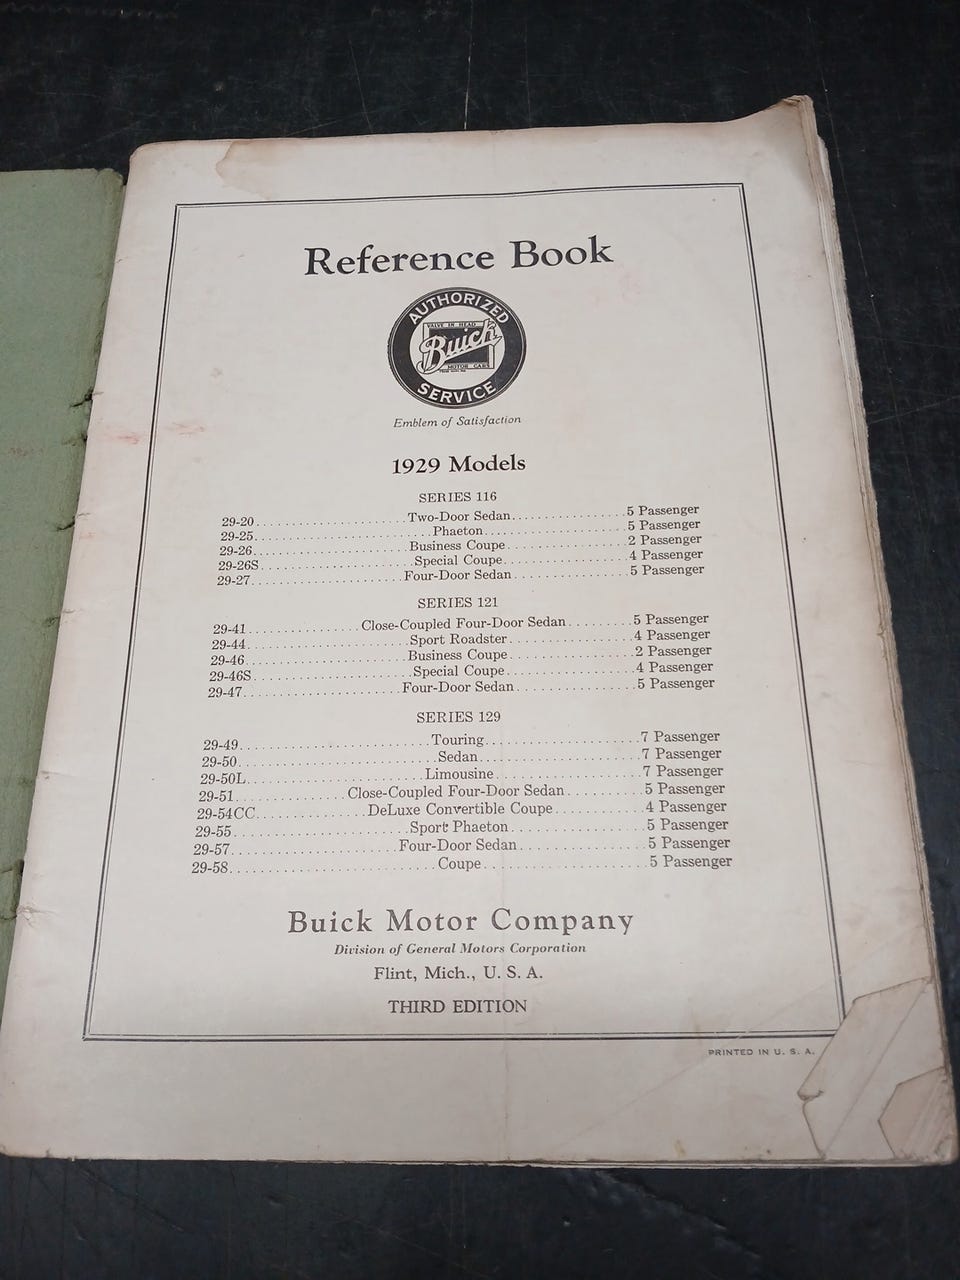 Reference Book
AUTHORIZED
VALVE IN HEAD
Buick
MOTOR CARS
SERVICE
Emblem of Satisfaction
1929 Models
SERIES 116
29-20........................Two-Door Sedan..................5 Passenger
29-25............................Phaeton.......................5 Passenger
29-26........................Business Coupe...................2 Passenger
29-26S........................Special Coupe...................4 Passenger
29-27.......................Four-Door Sedan..................5 Passenger
SERIES 121
29-41................Close-Coupled Four-Door Sedan.........5 Passenger
29-44.........................Sport Roadster..................4 Passenger
29-46.........................Business Coupe..................2 Passenger
29-46S........................Special Coupe...................4 Passenger
29-47........................Four-Door Sedan.................5 Passenger
SERIES 129
29-49............................Touring......................7 Passenger
29-50.............................Sedan.......................7 Passenger
29-50L..........................Limousine.....................7 Passenger
29-51...............Close-Coupled Four-Door Sedan..........5 Passenger
29-54CC...............DeLuxe Convertible Coupe............4 Passenger
29-55.........................Sport Phaeton...................5 Passenger
29-57........................Four-Door Sedan.................5 Passenger
29-58.............................Coupe.......................5 Passenger
Buick Motor Company
Division of General Motors Corporation
Flint, Mich., U. S. A.
THIRD EDITION
PRINTED IN U. S. A.